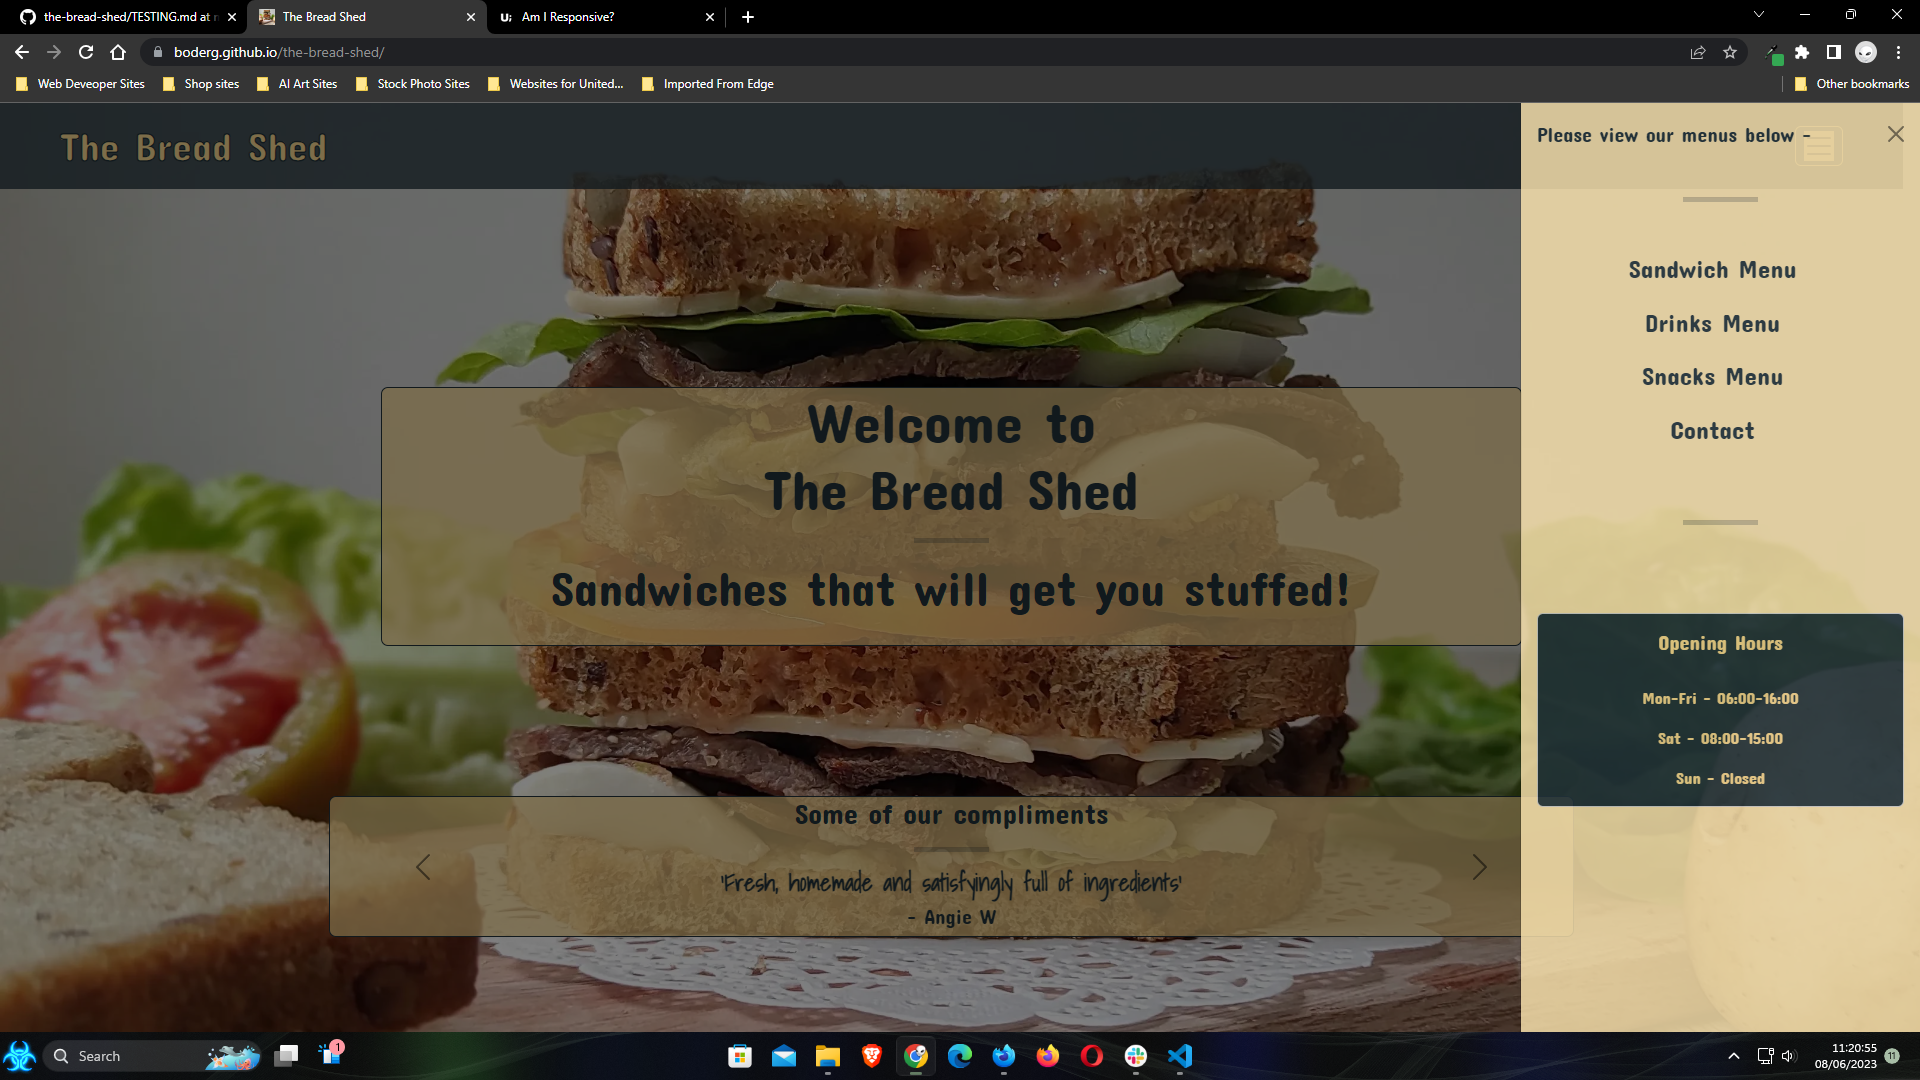 the-bread-shed/TESTING.md at
The Bread Shed
Am I Responsive?
boderg.github.io/the-bread-shed/
Web Deveoper Sites
Shop sites
AI Art Sites
Stock Photo Sites
Websites for United...
Imported From Edge
Other bookmarks
The Bread Shed
Please view our menus below -
Sandwich Menu
Drinks Menu
Snacks Menu
Contact
Welcome to
The Bread Shed
Sandwiches that will get you stuffed!
Opening Hours
Mon-Fri - 06:00-16:00
Sat - 08:00-15:00
Sun - Closed
Some of our compliments
'Fresh, homemade and satisfyingly full of ingredients'
- Angie W
Search
1
11:20:55
08/06/2023
11